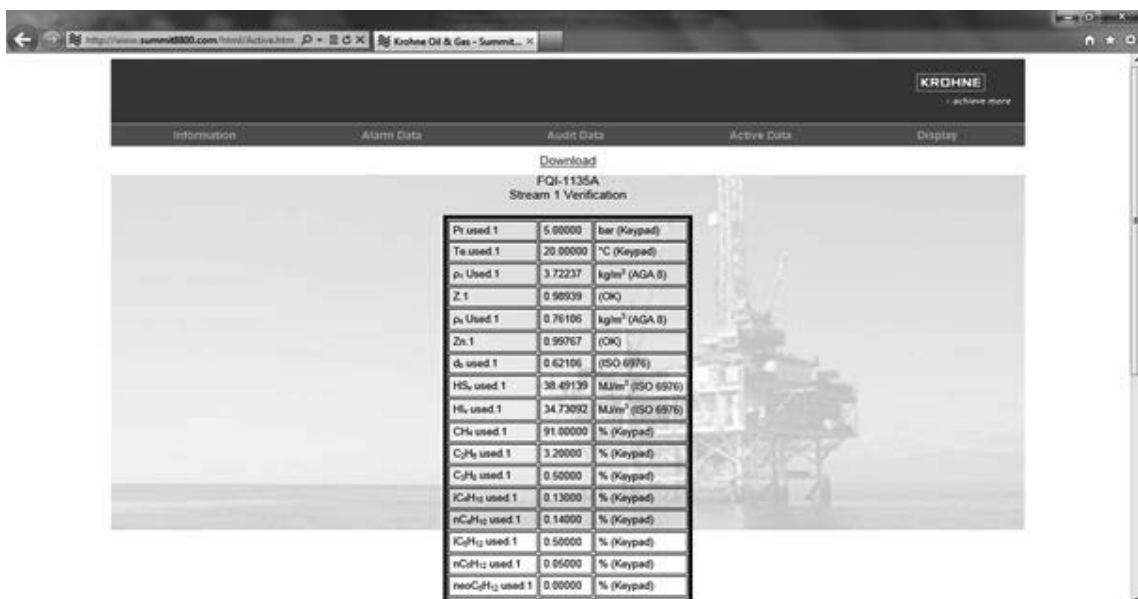 http://www.summit8800.com/html/Active.htm
Krohne Oil & Gas - Summit...
KROHNE
- achieve more
Information Alarm Data Audit Data Active Data Display
Download
FQI-1135A
Stream 1 Verification
Pr.used.1 5.00000 bar (Keypad)
Te.used.1 20.00000 °C (Keypad)
ρ₁ Used.1 3.72237 kg/m³ (AGA 8)
Z.1 0.98939 (OK)
ρₙ Used.1 0.76106 kg/m³ (AGA 8)
Zn.1 0.99767 (OK)
dₙ used.1 0.62106 (ISO 6976)
HSᵥ used.1 38.49139 MJ/m³ (ISO 6976)
HIᵥ used.1 34.73092 MJ/m³ (ISO 6976)
CH₄ used.1 91.00000 % (Keypad)
C₂H₆ used.1 3.20000 % (Keypad)
C₃H₈ used.1 0.50000 % (Keypad)
iC₄H₁₀ used.1 0.13000 % (Keypad)
nC₄H₁₀ used.1 0.14000 % (Keypad)
iC₅H₁₂ used.1 0.50000 % (Keypad)
nC₅H₁₂ used.1 0.05000 % (Keypad)
neoC₅H₁₂ used.1 0.00000 % (Keypad)